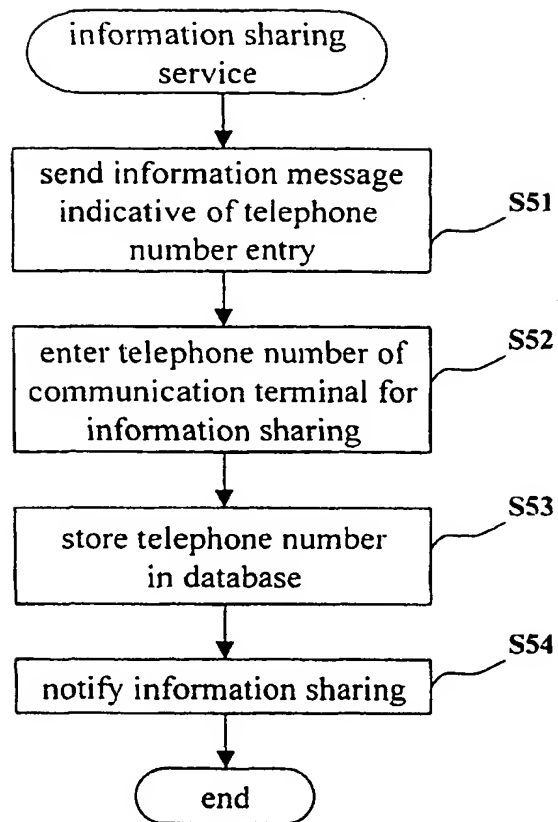 information sharing
service
send information message
indicative of telephone
number entry
S51
enter telephone number of
communication terminal for
information sharing
S52
store telephone number
in database
S53
notify information sharing
S54
end